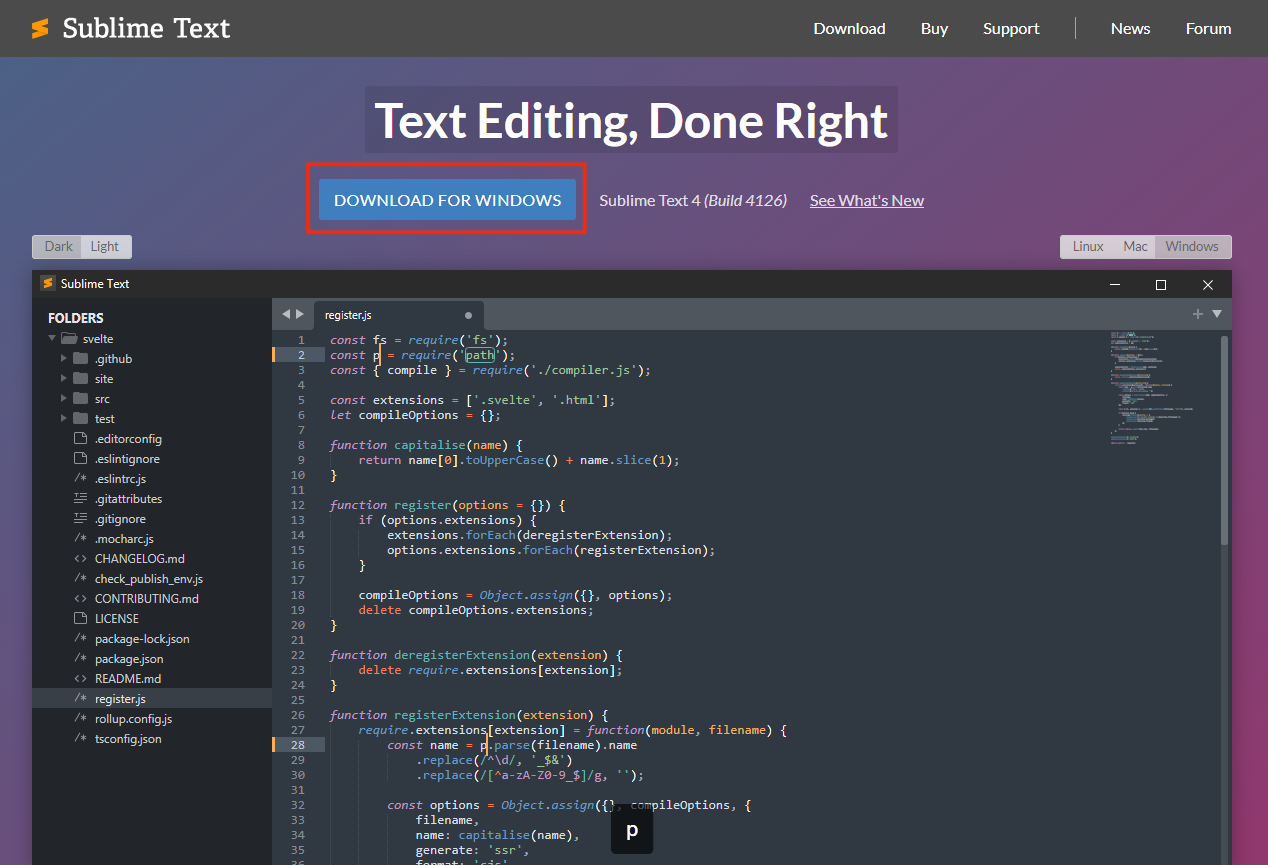 Sublime Text
Download Buy Support News Forum
Text Editing, Done Right
DOWNLOAD FOR WINDOWS Sublime Text 4 (Build 4126) See What's New
Dark Light Linux Mac Windows
Sublime Text
FOLDERS
svelte
.github
site
src
test
.editorconfig
.eslintignore
/* .eslintrc.js
.gitattributes
.gitignore
/* .mocharc.js
<> CHANGELOG.md
/* check_publish_env.js
<> CONTRIBUTING.md
LICENSE
/* package-lock.json
/* package.json
<> README.md
/* register.js
/* rollup.config.js
/* tsconfig.json
register.js
1 const fs = require('fs');
2 const p = require('path');
3 const { compile } = require('./compiler.js');
4
5 const extensions = ['.svelte', '.html'];
6 let compileOptions = {};
7
8 function capitalise(name) {
9 return name[0].toUpperCase() + name.slice(1);
10 }
11
12 function register(options = {}) {
13 if (options.extensions) {
14 extensions.forEach(deregisterExtension);
15 options.extensions.forEach(registerExtension);
16 }
17
18 compileOptions = Object.assign({}, options);
19 delete compileOptions.extensions;
20 }
21
22 function deregisterExtension(extension) {
23 delete require.extensions[extension];
24 }
25
26 function registerExtension(extension) {
27 require.extensions[extension] = function(module, filename) {
28 const name = p.parse(filename).name
29 .replace(/^\d/, '_$&')
30 .replace(/[^a-zA-Z0-9_$]/g, '');
31
32 const options = Object.assign({}, compileOptions, {
33 filename,
34 name: capitalise(name),
35 generate: 'ssr',
36 format: 'cjs'
p